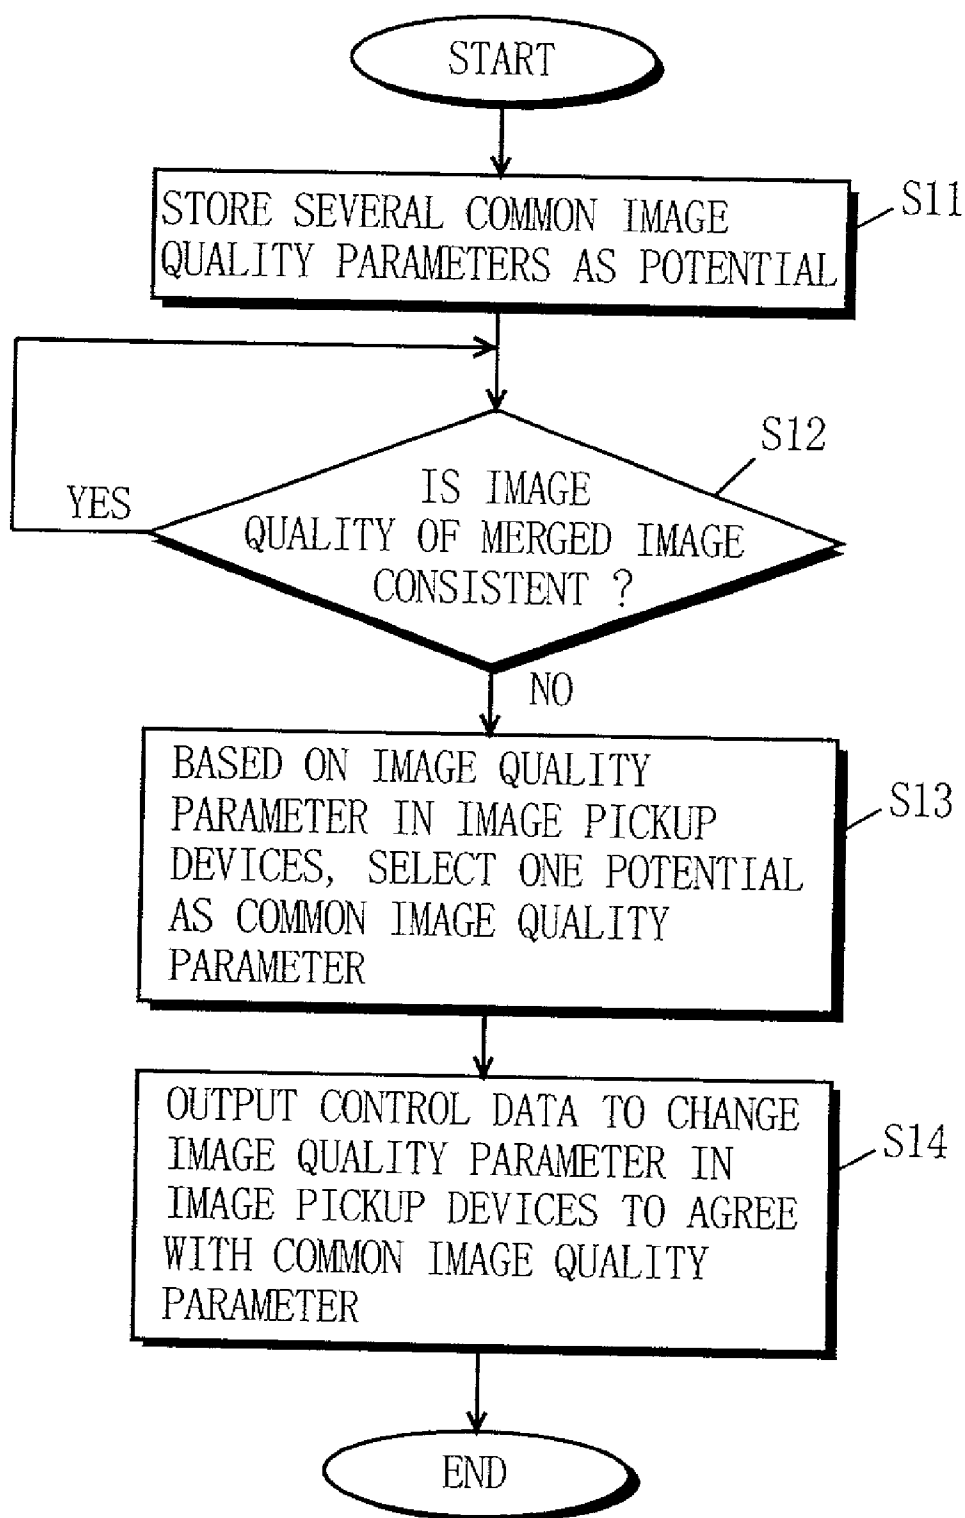 START
STORE SEVERAL COMMON IMAGE
QUALITY PARAMETERS AS POTENTIAL
S11
S12
IS IMAGE
QUALITY OF MERGED IMAGE
CONSISTENT ?
YES
NO
BASED ON IMAGE QUALITY
PARAMETER IN IMAGE PICKUP
DEVICES, SELECT ONE POTENTIAL
AS COMMON IMAGE QUALITY
PARAMETER
S13
OUTPUT CONTROL DATA TO CHANGE
IMAGE QUALITY PARAMETER IN
IMAGE PICKUP DEVICES TO AGREE
WITH COMMON IMAGE QUALITY
PARAMETER
S14
END